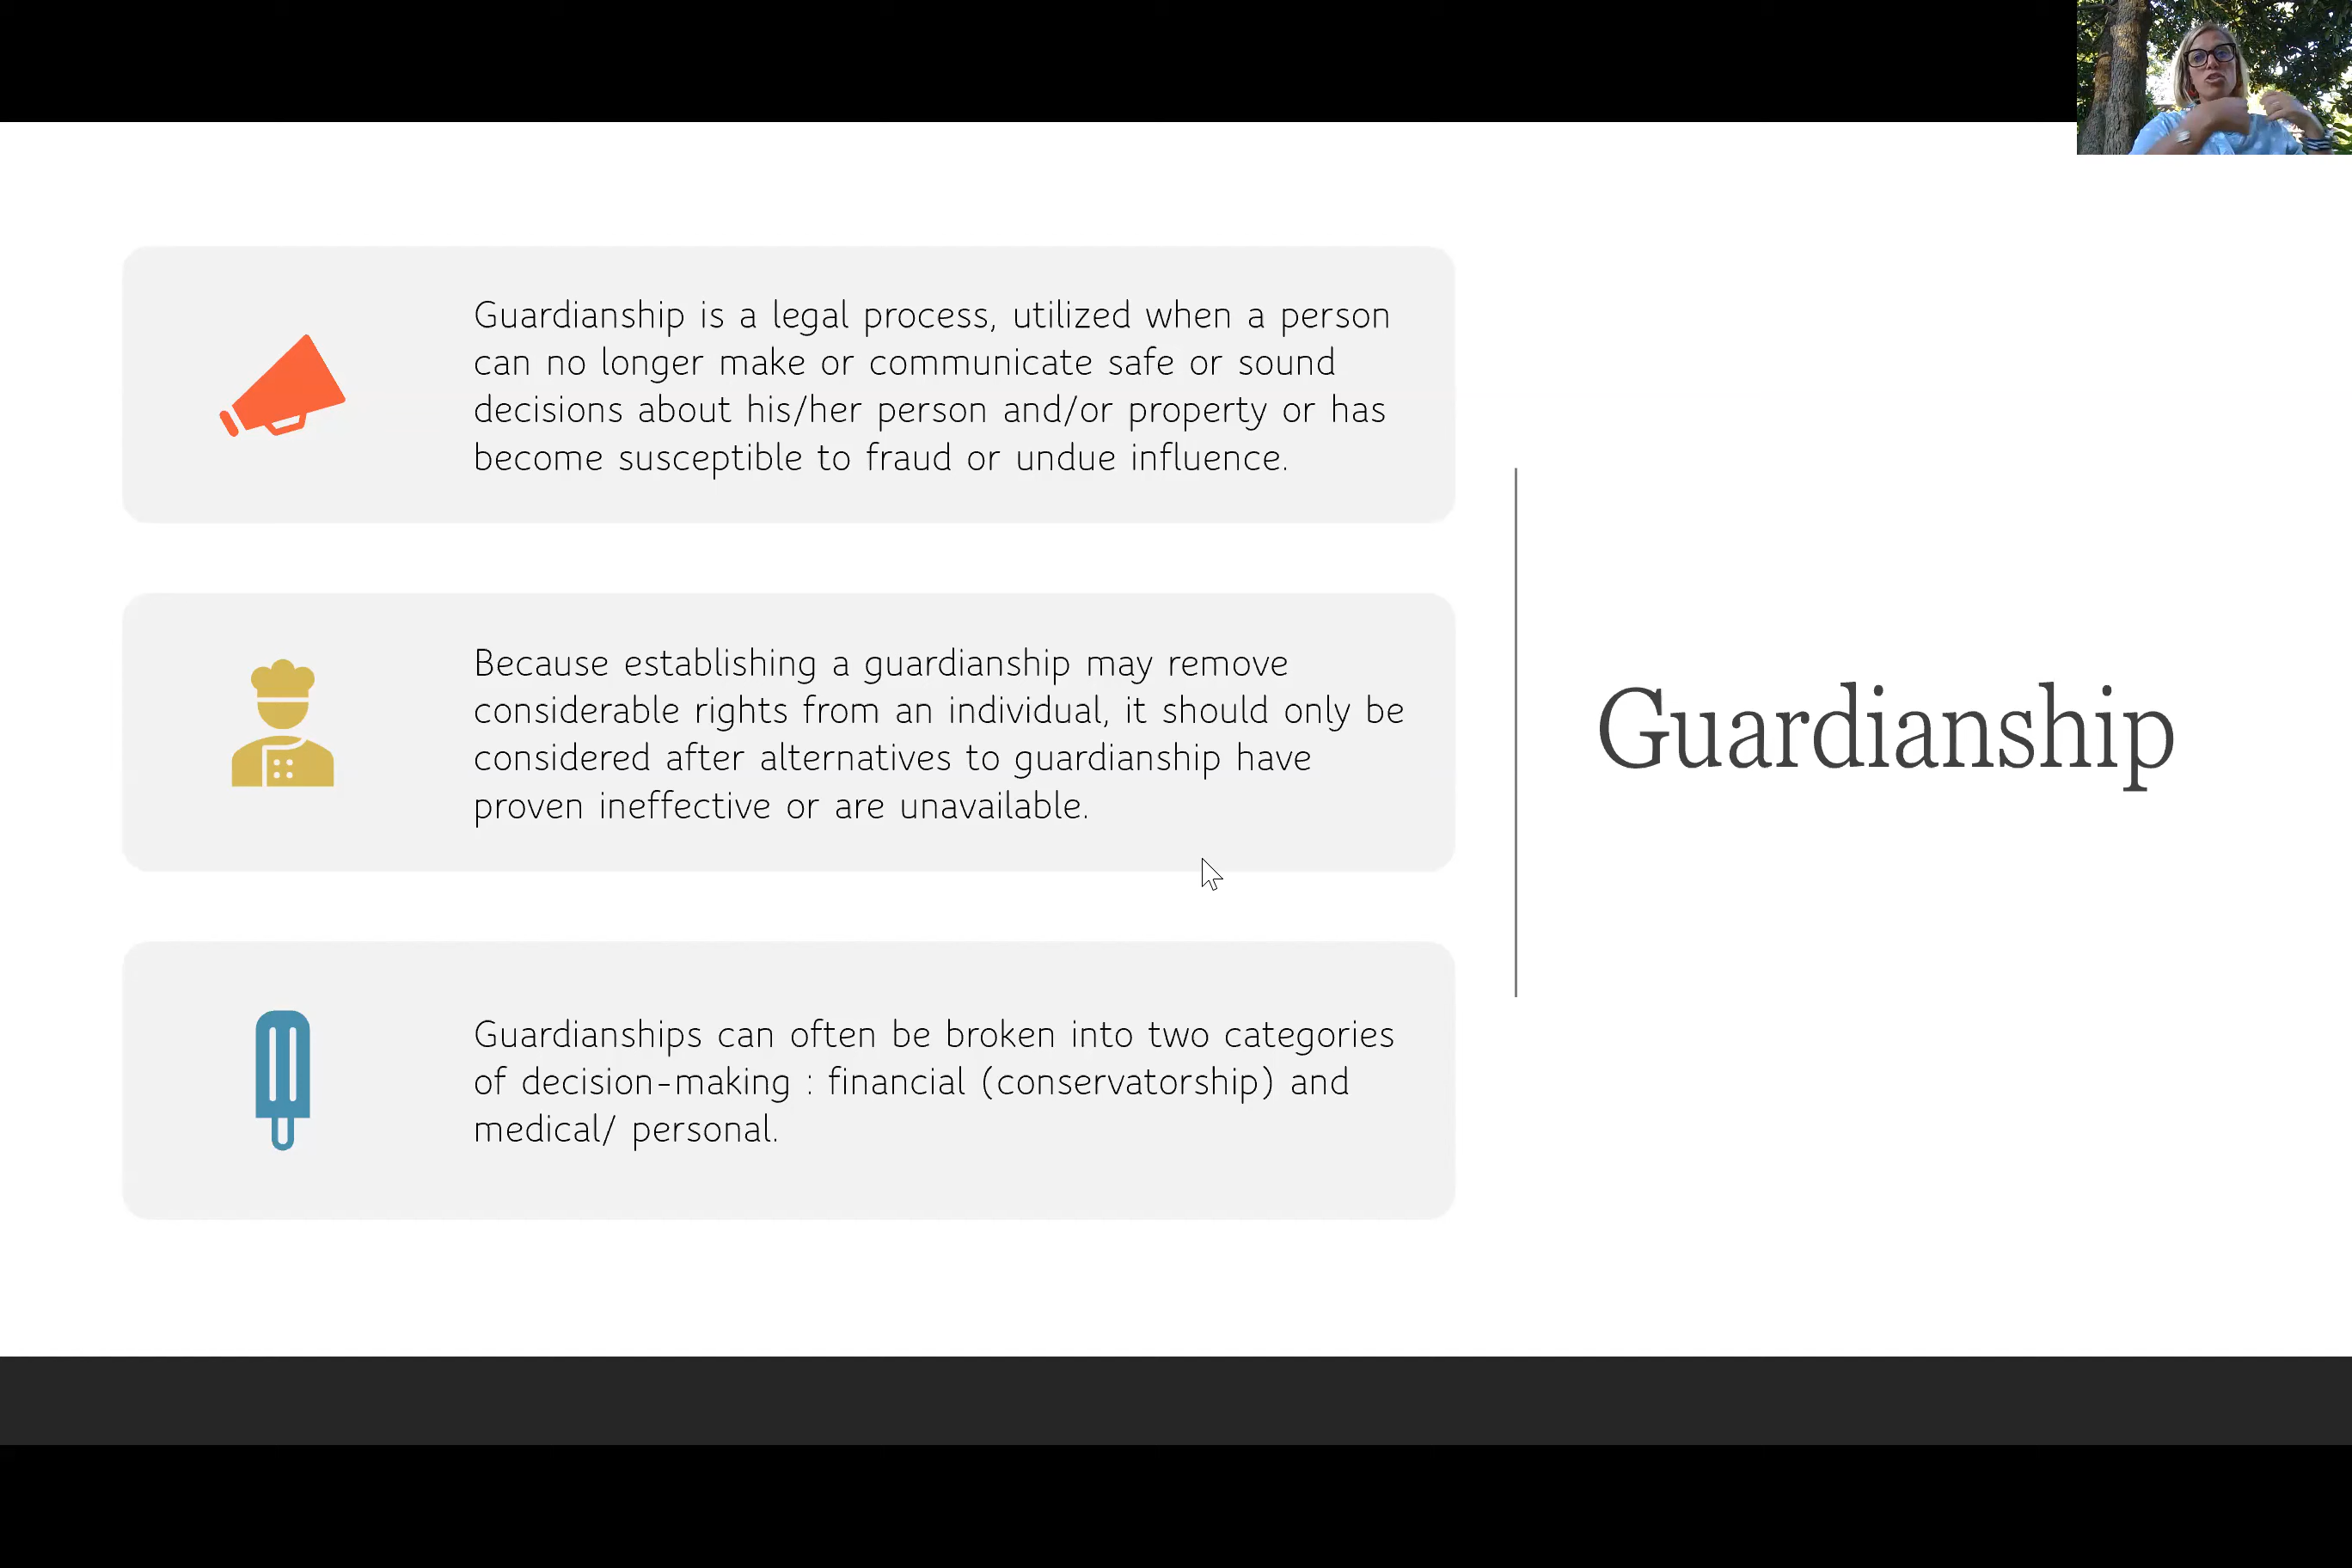 Guardianship is a legal process, utilized when a person
can no longer make or communicate safe or sound
decisions about his/her person and/or property or has
become susceptible to fraud or undue influence.
Because establishing a guardianship may remove
considerable rights from an individual, it should only be
considered after alternatives to guardianship have
proven ineffective or are unavailable.
Guardianships can often be broken into two categories
of decision-making : financial (conservatorship) and
medical/ personal.
Guardianship